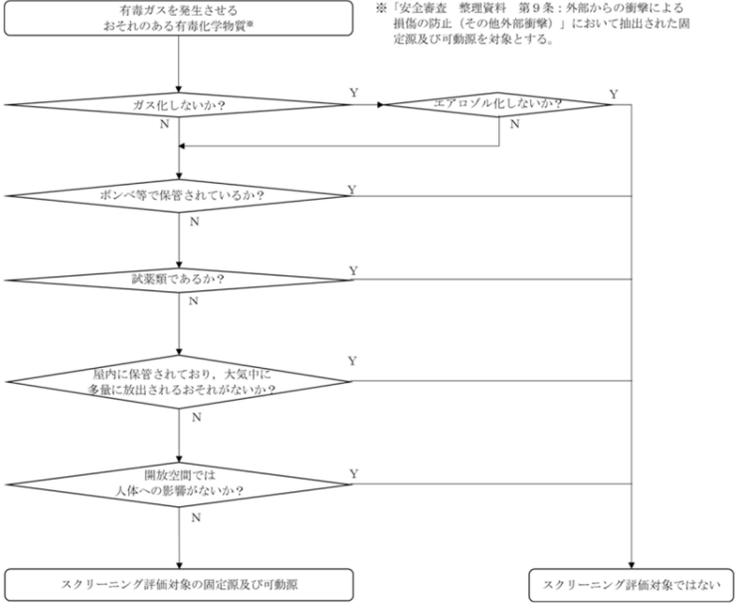 有毒ガスを発生させる
おそれのある有毒化学物質※
※「安全審査　整理資料　第９条：外部からの衝撃による
損傷の防止（その他外部衝撃）」において抽出された固
定源及び可動源を対象とする。
ガス化しないか？
Y
エアロゾル化しないか？
Y
N
N
ボンベ等で保管されているか？
Y
N
試薬類であるか？
Y
N
屋内に保管されており，大気中に
多量に放出されるおそれがないか？
Y
N
開放空間では
人体への影響がないか？
Y
N
スクリーニング評価対象の固定源及び可動源
スクリーニング評価対象ではない